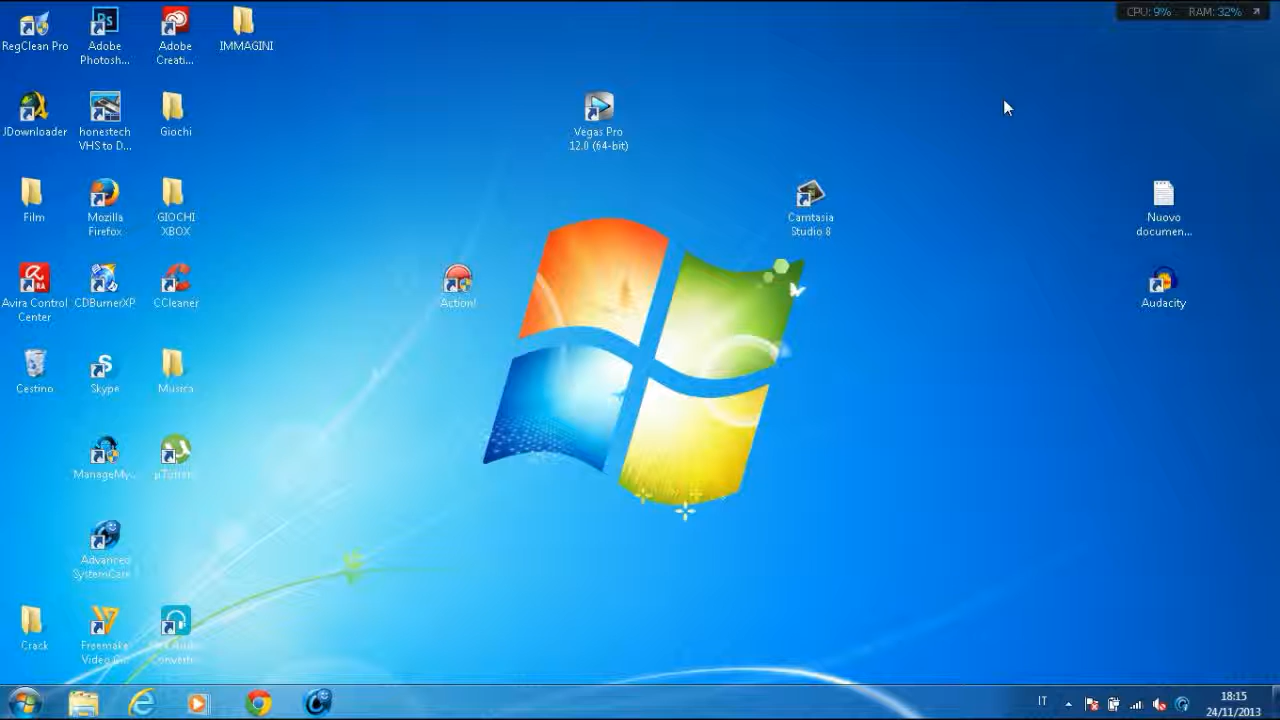 CPU: 9% RAM: 32%
RegClean Pro
Adobe
Photosh...
Adobe
Creati...
IMMAGINI
JDownloader
honestech
VHS to D...
Giochi
Vegas Pro
12.0 (64-bit)
Film
Mozilla
Firefox
GIOCHI
XBOX
Camtasia
Studio 8
Nuovo
documen...
Avira Control
Center
CDBurnerXP
CCleaner
Action!
Audacity
Cestino
Skype
Musica
ManageMy...
µTorrent
Advanced
SystemCare
Crack
Freemake
Video C...
Convert...
IT
18:15
24/11/2013